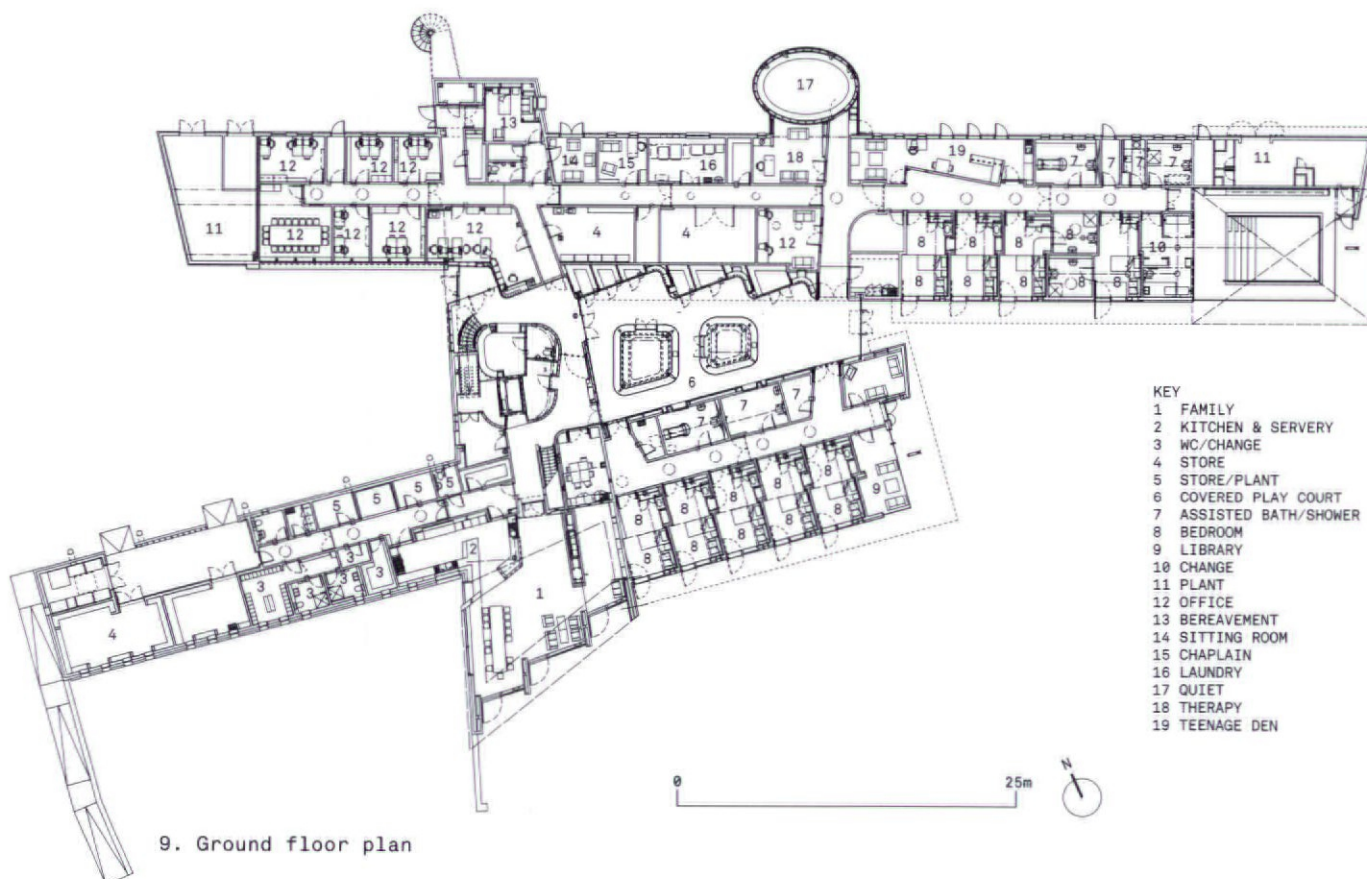 17
13
12 12 12
14 15 16 18
19 7 7 7 7
11
11
12 12 12 12
4 4 12
8 8 8 8
10
8 8 8 8 8
6
7 7 7
5 5 5 5
8 8 8 8 8
9
8 8 8 8
2
3 3
3 3
1
4
KEY
1 FAMILY
2 KITCHEN & SERVERY
3 WC/CHANGE
4 STORE
5 STORE/PLANT
6 COVERED PLAY COURT
7 ASSISTED BATH/SHOWER
8 BEDROOM
9 LIBRARY
10 CHANGE
11 PLANT
12 OFFICE
13 BEREAVEMENT
14 SITTING ROOM
15 CHAPLAIN
16 LAUNDRY
17 QUIET
18 THERAPY
19 TEENAGE DEN
0 25m
N
9. Ground floor plan